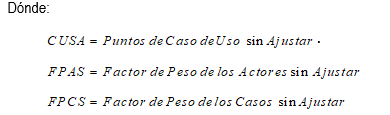 Dónde:
CUSA = Puntos de Caso de Uso sin Ajustar .
FPAS = Factor de Peso de los Actores sin Ajustar
FPCS = Factor de Peso de los Casos sin Ajustar